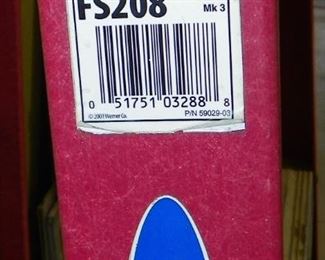 FS208 Mk 3
0 51751 03288 8
© 2001 Werner Co. P/N 59029-03